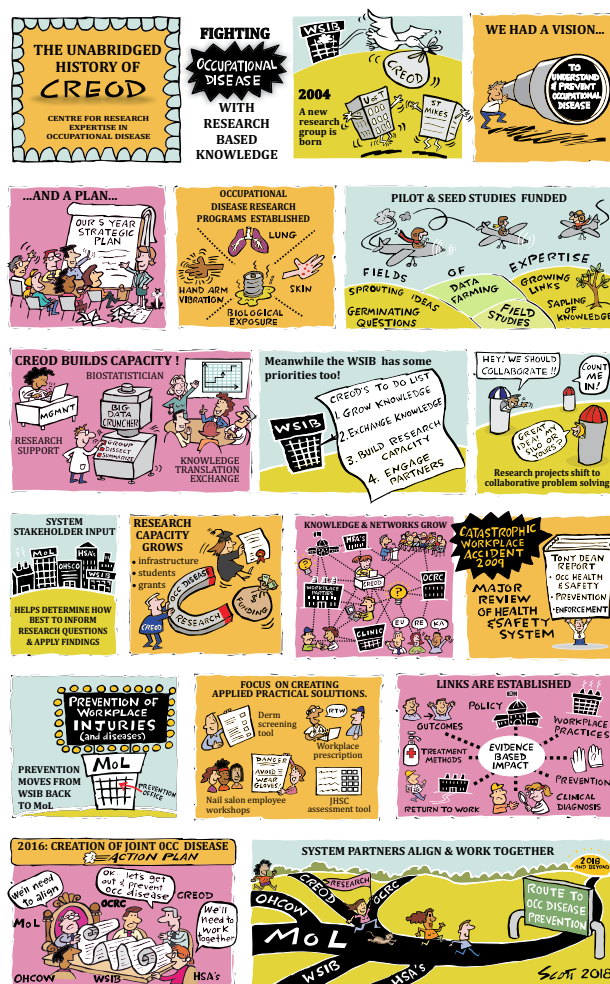 THE UNABRIDGED
HISTORY OF
CREOD
CENTRE FOR RESEARCH
EXPERTISE IN
OCCUPATIONAL DISEASE
FIGHTING
OCCUPATIONAL
DISEASE
WITH
RESEARCH
BASED
KNOWLEDGE
WSIB
CREOD
2004
A new
research
group is
born
UofT
ST
MIKES
WE HAD A VISION...
TO
UNDERSTAND
& PREVENT
OCCUPATIONAL
DISEASE
...AND A PLAN...
OUR 5 YEAR
STRATEGIC
PLAN
OCCUPATIONAL
DISEASE RESEARCH
PROGRAMS ESTABLISHED
LUNG
HAND ARM
VIBRATION
SKIN
BIOLOGICAL
EXPOSURE
PILOT & SEED STUDIES FUNDED
FIELDS OF EXPERTISE
SPROUTING IDEAS
GERMINATING
QUESTIONS
DATA
FARMING
FIELD
STUDIES
GROWING
LINKS
SAPLING
OF
KNOWLEDGE
CREOD BUILDS CAPACITY !
BIOSTATISTICIAN
MGMNT
RESEARCH
SUPPORT
BIG
DATA
CRUNCHER
GROUP
DISSECT
SUMMARIZE
KNOWLEDGE
TRANSLATION
EXCHANGE
Meanwhile the WSIB has some
priorities too!
WSIB
CREOD'S TO DO LIST
1. GROW KNOWLEDGE
2. EXCHANGE KNOWLEDGE
3. BUILD RESEARCH
CAPACITY
4. ENGAGE
PARTNERS
HEY! WE SHOULD
COLLABORATE!!
COUNT
ME
IN!
GREAT
IDEA! MY
SILO OR
YOURS?
Research projects shift to
collaborative problem solving
SYSTEM
STAKEHOLDER INPUT
MoL
OHSCO
HSA's
WSIB
HELPS DETERMINE HOW
BEST TO INFORM
RESEARCH QUESTIONS
& APPLY FINDINGS
RESEARCH
CAPACITY
GROWS
• infrastructure
• students
• grants
OCC DISEASE
RESEARCH
CREOD
$
FUNDING
KNOWLEDGE & NETWORKS GROW
HSA's
CREOD
WORKPLACE
PARTIES
OCRC
?
?
CLINIC
EU
RE
KA
CATASTROPHIC
WORKPLACE
ACCIDENT
2009
MAJOR
REVIEW
OF HEALTH
& SAFETY
SYSTEM
TONY DEAN
REPORT
• OCC HEALTH
& SAFETY
• PREVENTION
• ENFORCEMENT
PREVENTION OF
WORKPLACE
INJURIES
(and diseases)
MoL
PREVENTION
MOVES FROM
WSIB BACK
TO MoL
PREVENTION
OFFICE
FOCUS ON CREATING
APPLIED PRACTICAL SOLUTIONS.
Derm
screening
tool
RTW
Workplace
prescription
DANGER
AVOID
WEAR
GLOVES!
Nail salon employee
workshops
JHSC
assessment tool
LINKS ARE ESTABLISHED
POLICY
OUTCOMES
WORKPLACE
PRACTICES
TREATMENT
METHODS
EVIDENCE
BASED
IMPACT
PREVENTION
RETURN TO WORK
CLINICAL
DIAGNOSIS
2016: CREATION OF JOINT OCC DISEASE
ACTION PLAN
We'll need
to align
OK.. lets get
out & prevent
occ disease
We'll
need to
work
together
MoL
OCRC
CREOD
OHCOW
WSIB
HSA's
SYSTEM PARTNERS ALIGN & WORK TOGETHER
2018
AND BEYOND
CREOD
RESEARCH
OCRC
OHCOW
MoL
WSIB
HSA's
ROUTE TO
OCC DISEASE
PREVENTION
SCOTT 2018